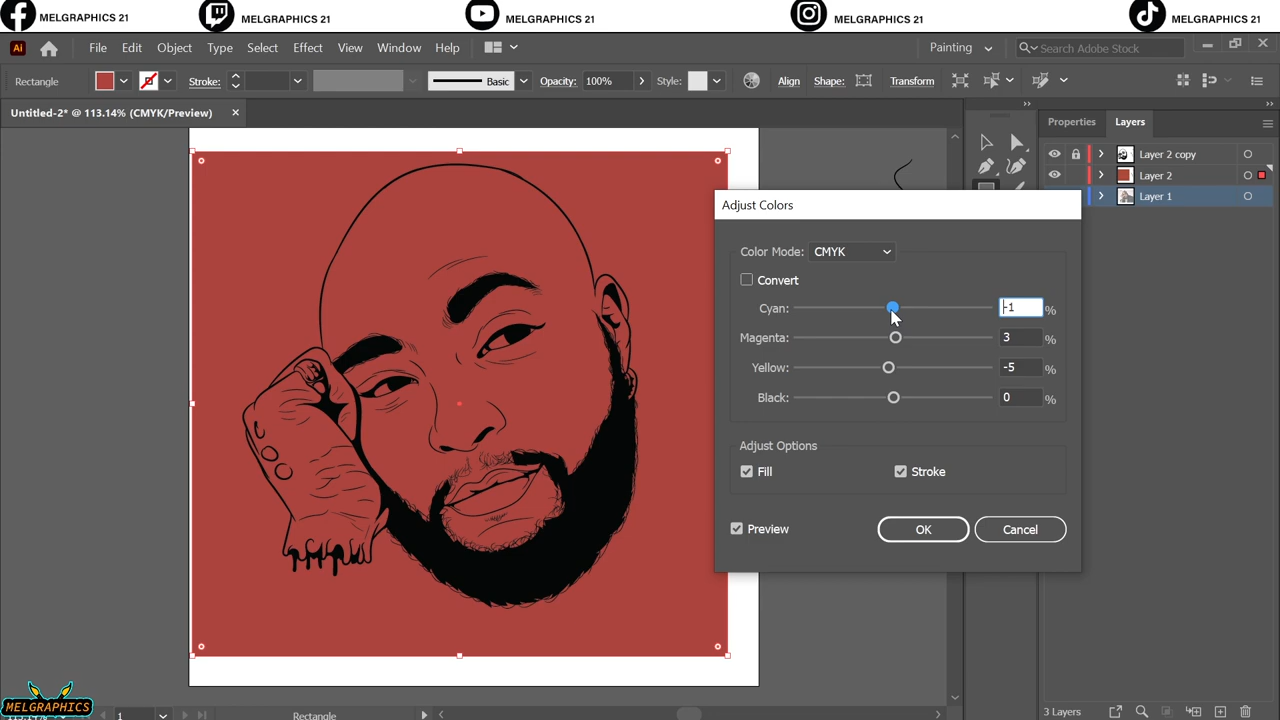 MELGRAPHICS 21
MELGRAPHICS 21
MELGRAPHICS 21
MELGRAPHICS 21
MELGRAPHICS 21
Ai File Edit Object Type Select Effect View Window Help Painting Search Adobe Stock
Rectangle Stroke: Basic Opacity: 100% Style: Align Shape: Transform
Untitled-2* @ 113.14% (CMYK/Preview)
Properties Layers
Layer 2 copy
Layer 2
Layer 1
Adjust Colors
Color Mode: CMYK
Convert
Cyan: -1 %
Magenta: 3 %
Yellow: -5 %
Black: 0 %
Adjust Options
Fill Stroke
Preview OK Cancel
MELGRAPHICS
1 Rectangle
3 Layers